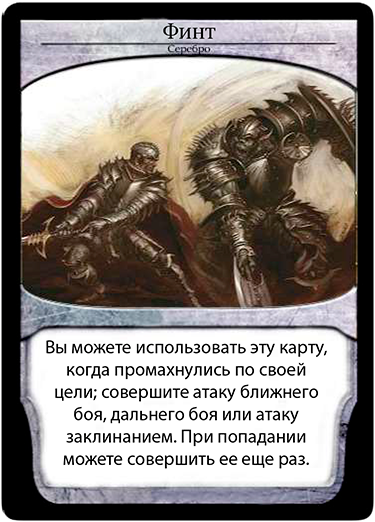 Финт
Серебро
Вы можете использовать эту карту,
когда промахнулись по своей
цели; совершите атаку ближнего
боя, дальнего боя или атаку
заклинанием. При попадании
можете совершить ее еще раз.